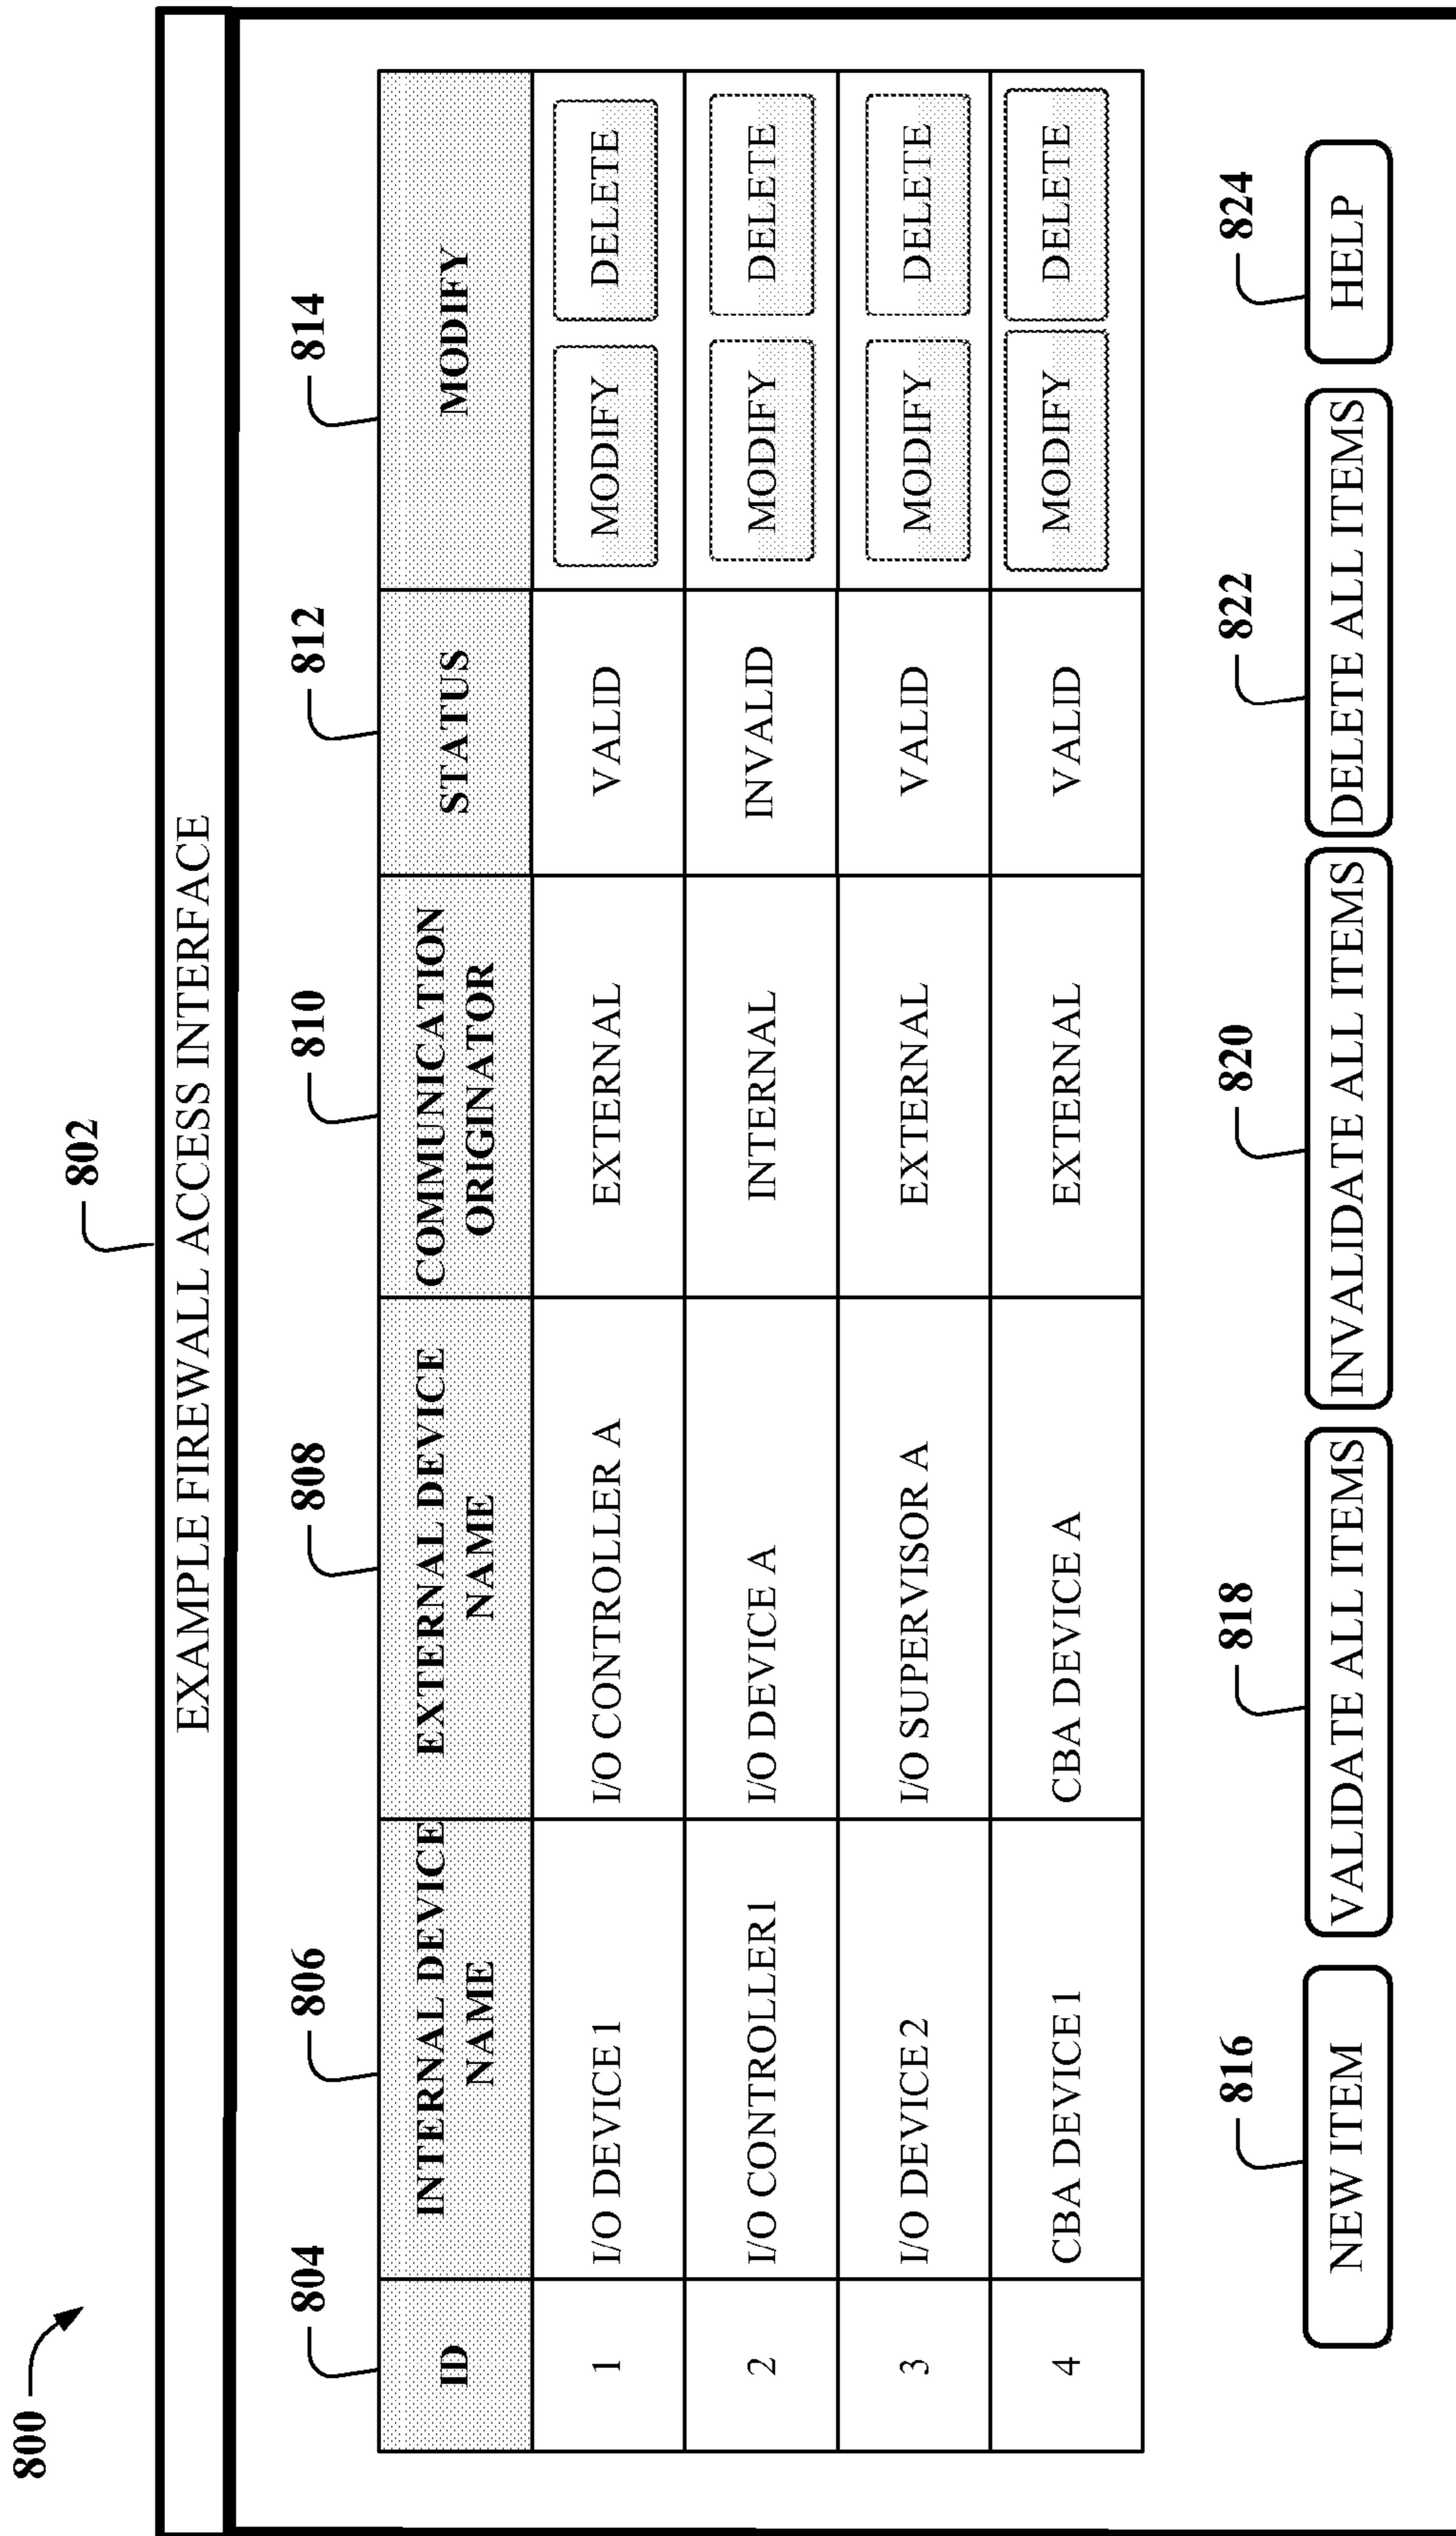 800
802
EXAMPLE FIREWALL ACCESS INTERFACE
804 806 808 810 812 814
ID INTERNAL DEVICE NAME EXTERNAL DEVICE NAME COMMUNICATION ORIGINATOR STATUS MODIFY
1 I/O DEVICE 1 I/O CONTROLLER A EXTERNAL VALID MODIFY DELETE
2 I/O CONTROLLER1 I/O DEVICE A INTERNAL INVALID MODIFY DELETE
3 I/O DEVICE 2 I/O SUPERVISOR A EXTERNAL VALID MODIFY DELETE
4 CBA DEVICE 1 CBA DEVICE A EXTERNAL VALID MODIFY DELETE
816 818 820 822 824
NEW ITEM VALIDATE ALL ITEMS INVALIDATE ALL ITEMS DELETE ALL ITEMS HELP